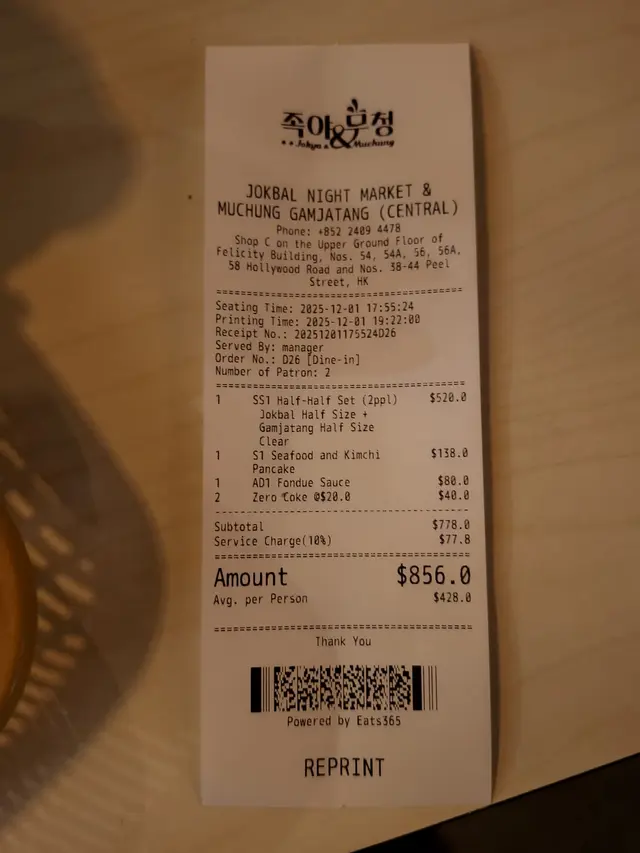 족야&무청
Jokya & Muchung
JOKBAL NIGHT MARKET &
MUCHUNG GAMJATANG (CENTRAL)
Phone: +852 2409 4478
Shop C on the Upper Ground Floor of
Felicity Building, Nos. 54, 54A, 56, 56A,
58 Hollywood Road and Nos. 38-44 Peel
Street, HK
Seating Time: 2025-12-01 17:55:24
Printing Time: 2025-12-01 19:22:00
Receipt No.: 20251201175524D26
Served By: manager
Order No.: D26 [Dine-in]
Number of Patron: 2
1 SS1 Half-Half Set (2ppl) $520.0
Jokbal Half Size +
Gamjatang Half Size
Clear
1 S1 Seafood and Kimchi $138.0
Pancake
1 AD1 Fondue Sauce $80.0
2 Zero Coke @$20.0 $40.0
Subtotal $778.0
Service Charge(10%) $77.8
Amount $856.0
Avg. per Person $428.0
Thank You
Powered by Eats365
REPRINT